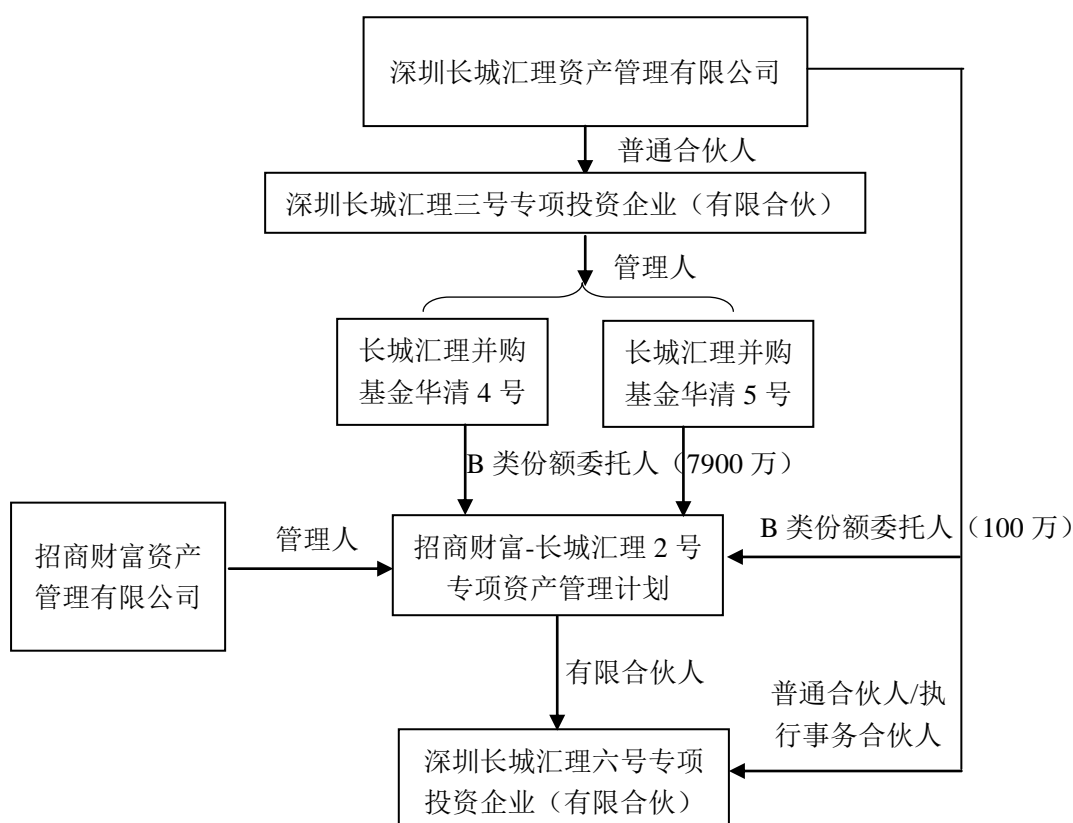 深圳长城汇理资产管理有限公司
普通合伙人
深圳长城汇理三号专项投资企业（有限合伙）
管理人
长城汇理并购
基金华清 4 号
长城汇理并购
基金华清 5 号
B 类份额委托人（7900 万）
招商财富资产
管理有限公司
管理人
招商财富-长城汇理 2 号
专项资产管理计划
B 类份额委托人（100 万）
有限合伙人
普通合伙人/执
行事务合伙人
深圳长城汇理六号专项
投资企业（有限合伙）